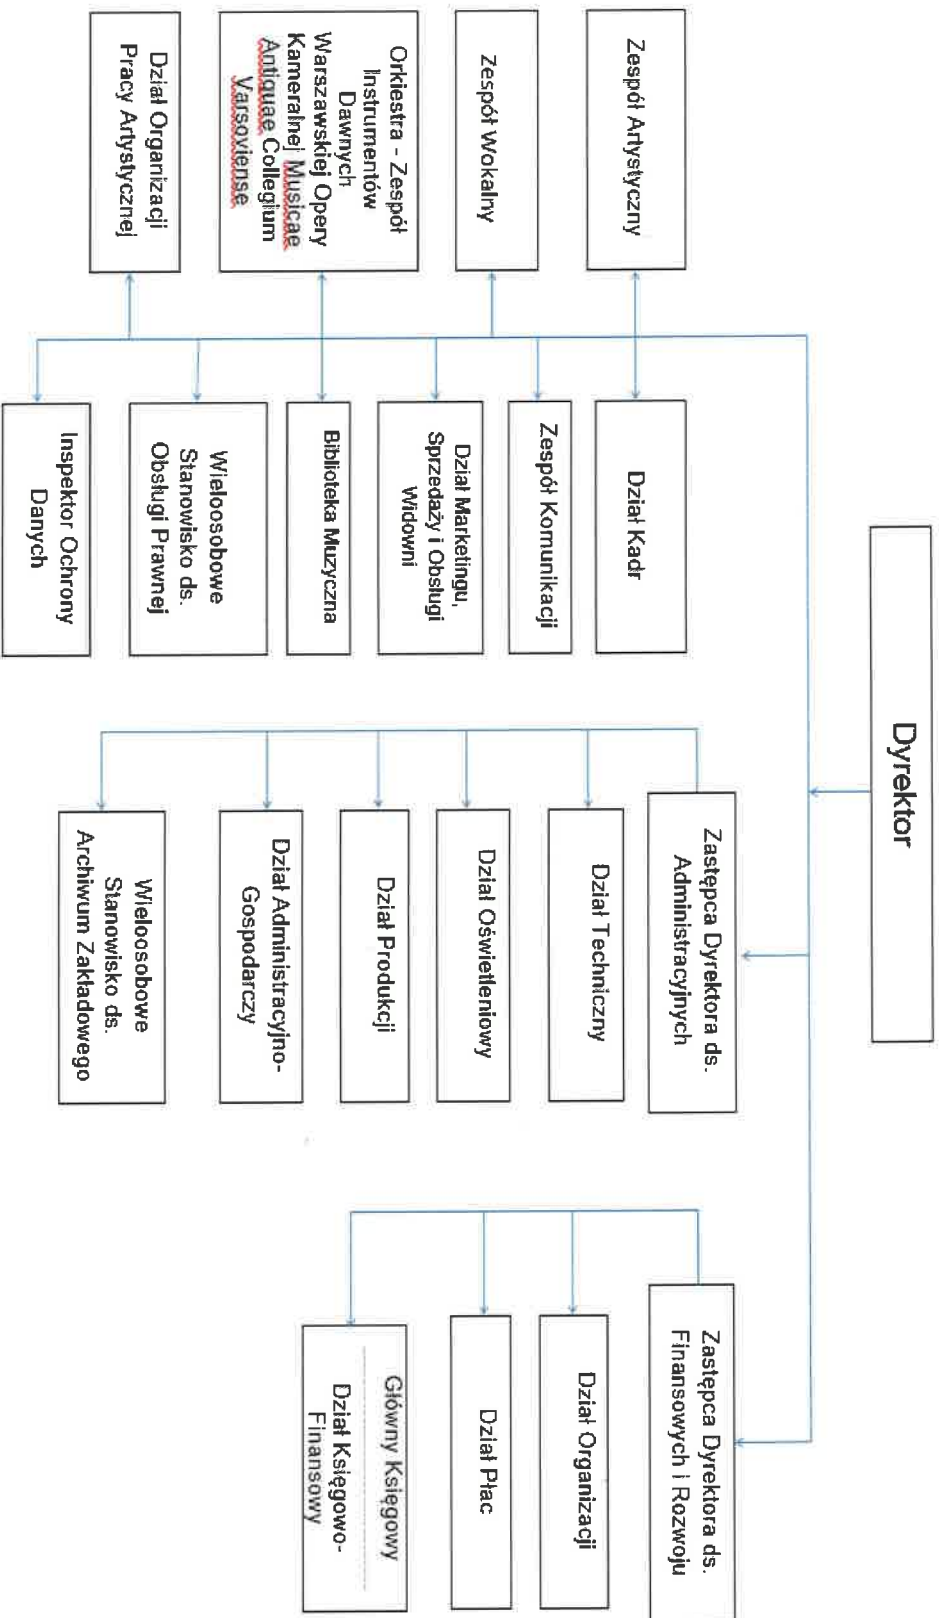 Dyrektor
Zespół Artystyczny
Zespół Wokalny
Orkiestra - Zespół
Instrumentów
Dawnych
Warszawskiej Opery
Kameralnej Musicae
Antiquae Collegium
Varsoviense
Dział Organizacji
Pracy Artystycznej
Dział Kadr
Zespół Komunikacji
Dział Marketingu,
Sprzedaży i Obsługi
Widowni
Biblioteka Muzyczna
Wieloosobowe
Stanowisko ds.
Obsługi Prawnej
Inspektor Ochrony
Danych
Zastępca Dyrektora ds.
Administracyjnych
Dział Techniczny
Dział Oświetleniowy
Dział Produkcji
Dział Administracyjno-
Gospodarczy
Wieloosobowe
Stanowisko ds.
Archiwum Zakładowego
Zastępca Dyrektora ds.
Finansowych i Rozwoju
Dział Organizacji
Dział Płac
Główny Księgowy
Dział Księgowo-
Finansowy